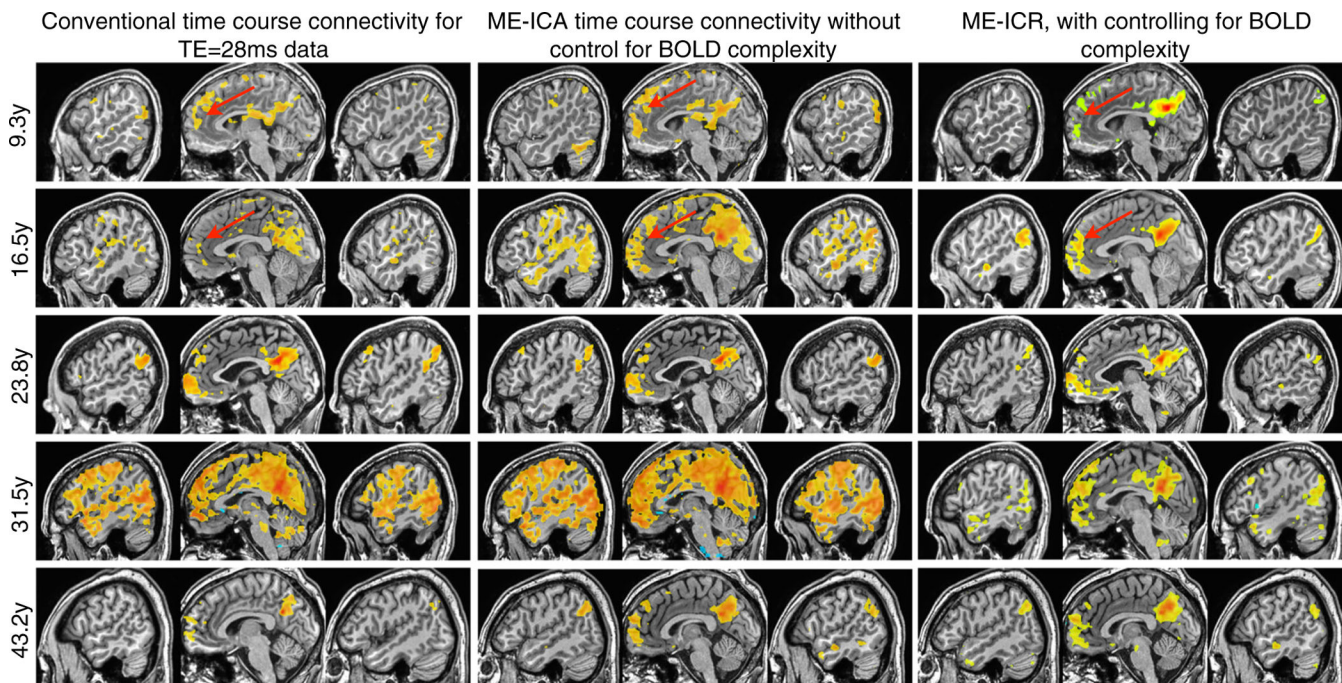 Conventional time course connectivity for
TE=28ms data
ME-ICA time course connectivity without
control for BOLD complexity
ME-ICR, with controlling for BOLD
complexity
9.3y
16.5y
23.8y
31.5y
43.2y